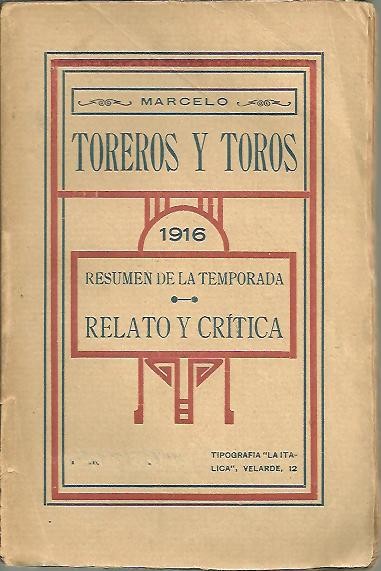 MARCELO
TOREROS Y TOROS
1916
RESUMEN DE LA TEMPORADA
RELATO Y CRÍTICA
TIPOGRAFIA "LA ITA-
LICA", VELARDE, 12